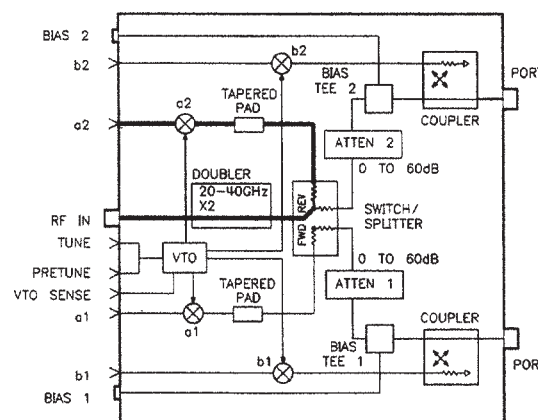 BIAS 2
b2
b2
a2
a2
TAPERED
PAD
BIAS
TEE 2
PORT
COUPLER
ATTEN 2
0 TO 60dB
DOUBLER
20-40GHz
X2
REV
FWD
SWITCH/
SPLITTER
RF IN
TUNE
VTO
PRETUNE
VTO SENSE
a1
a1
TAPERED
PAD
0 TO 60dB
ATTEN 1
COUPLER
BIAS
TEE 1
PORT
b1
b1
BIAS 1